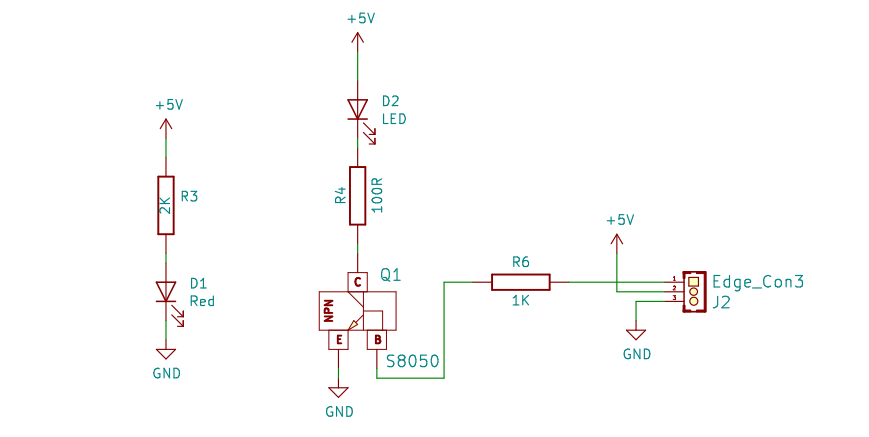 +5V
D2
LED
+5V
R3
2K
R4
100R
+5V
R6
1K
Q1
C
NPN
E
B
S8050
D1
Red
1
2
3
Edge_Con3
J2
GND
GND
GND